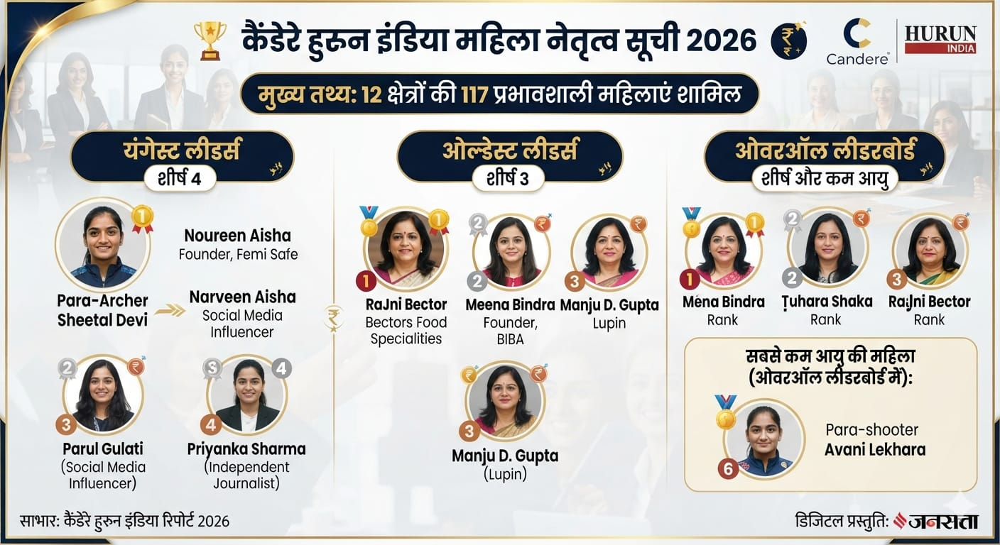 कैंडेरे हुरुन इंडिया महिला नेतृत्व सूची 2026
Candere
HURUN
INDIA
मुख्य तथ्य: 12 क्षेत्रों की 117 प्रभावशाली महिलाएं शामिल
यंगेस्ट लीडर्स
शीर्ष 4
1
Para-Archer
Sheetal Devi
Noureen Aisha
Founder, Femi Safe
Narveen Aisha
Social Media
Influencer
2
3
Parul Gulati
(Social Media
Influencer)
3
4
4
Priyanka Sharma
(Independent
Journalist)
ओल्डेस्ट लीडर्स
शीर्ष 3
1
1
RaJni Bector
Bectors Food
Specialities
2
₹
2
Meena Bindra
Founder,
BIBA
₹
3
Manju D. Gupta
Lupin
₹
₹
3
Manju D. Gupta
(Lupin)
ओवरऑल लीडरबोर्ड
शीर्ष और कम आयु
1
1
Ména Bindra
Rank
2
₹
2
Ṭuhara Shaka
Rank
₹
3
Rajni Bector
Rank
सबसे कम आयु की महिला
(ओवरऑल लीडरबोर्ड में):
6
Para-shooter
Avani Lekhara
साभार: कैंडेरे हुरुन इंडिया रिपोर्ट 2026
डिजिटल प्रस्तुति: जनसत्ता